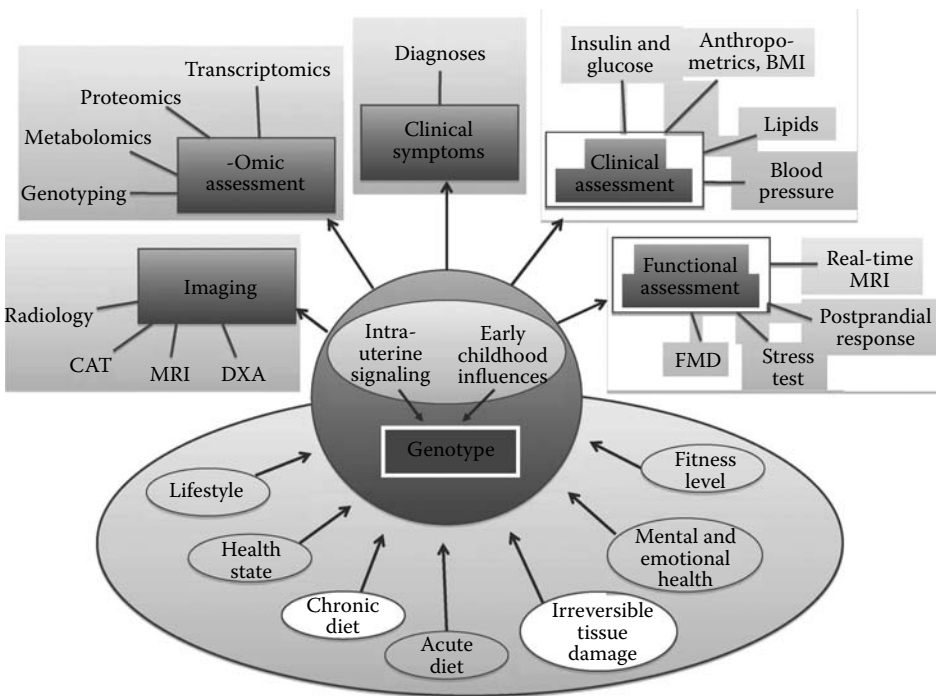 Transcriptomics
Proteomics
Metabolomics
Genotyping
-Omic
assessment
Diagnoses
Clinical
symptoms
Insulin and
glucose
Anthropo-
metrics, BMI
Lipids
Blood
pressure
Clinical
assessment
Imaging
Radiology
CAT
MRI
DXA
Functional
assessment
Real-time
MRI
Postprandial
response
Stress
test
FMD
Intra-
uterine
signaling
Early
childhood
influences
Genotype
Lifestyle
Health
state
Chronic
diet
Acute
diet
Irreversible
tissue
damage
Mental and
emotional
health
Fitness
level